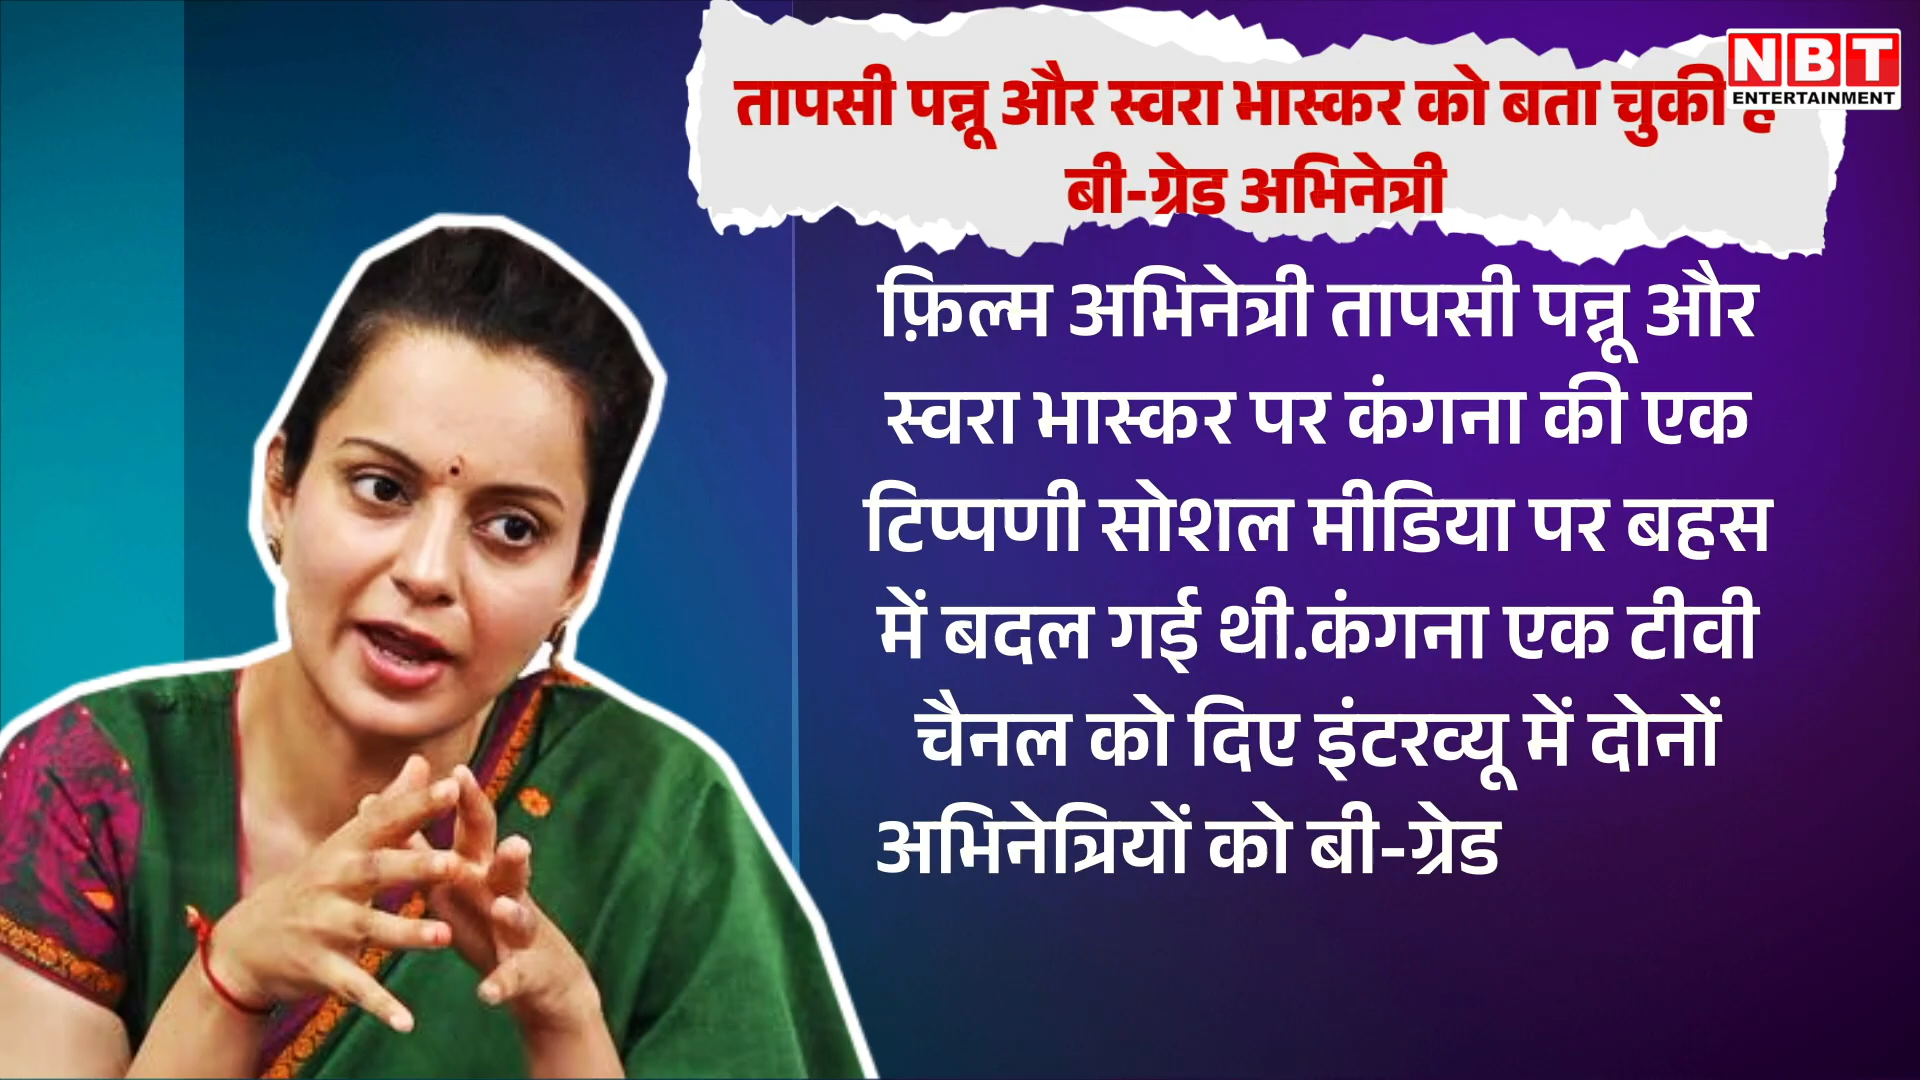 तापसी पन्नू और स्वरा भास्कर को बता चुकी
बी-ग्रेड अभिनेत्री
NBT
ENTERTAINMENT
फ़िल्म अभिनेत्री तापसी पन्नू और
स्वरा भास्कर पर कंगना की एक
टिप्पणी सोशल मीडिया पर बहस
में बदल गई थी.कंगना एक टीवी
चैनल को दिए इंटरव्यू में दोनों
अभिनेत्रियों को बी-ग्रेड